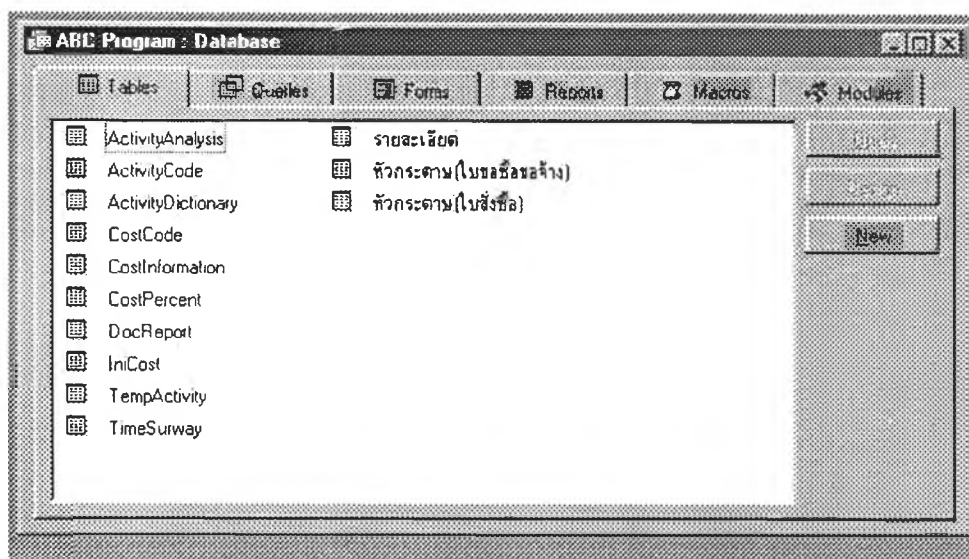 ABC Program : Database
Tables Queries Forms Reports Macros Modules
ActivityAnalysis
ActivityCode
ActivityDictionary
CostCode
CostInformation
CostPercent
DocReport
IniCost
TempActivity
TimeSurway
รายละเอียด
หัวกระดาษ(ใบขอซื้อขอจ้าง)
หัวกระดาษ(ใบสั่งซื้อ)
New